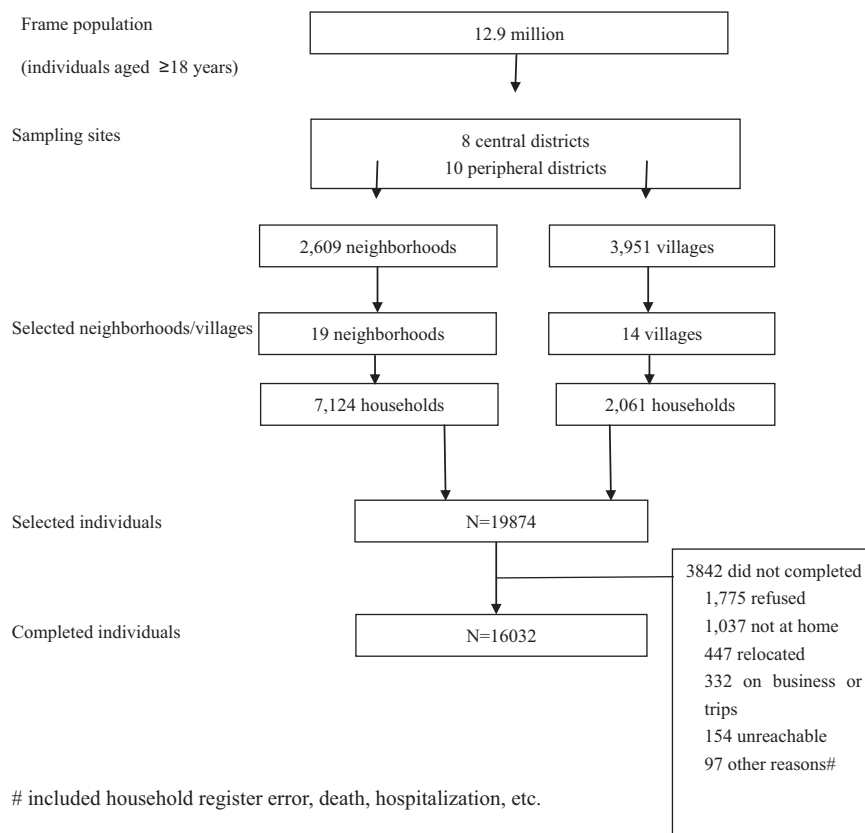 Frame population
(individuals aged ≥18 years)
12.9 million
Sampling sites
8 central districts
10 peripheral districts
2,609 neighborhoods
3,951 villages
Selected neighborhoods/villages
19 neighborhoods
14 villages
7,124 households
2,061 households
Selected individuals
N=19874
3842 did not completed
1,775 refused
1,037 not at home
447 relocated
332 on business or
trips
154 unreachable
97 other reasons#
Completed individuals
N=16032
# included household register error, death, hospitalization, etc.